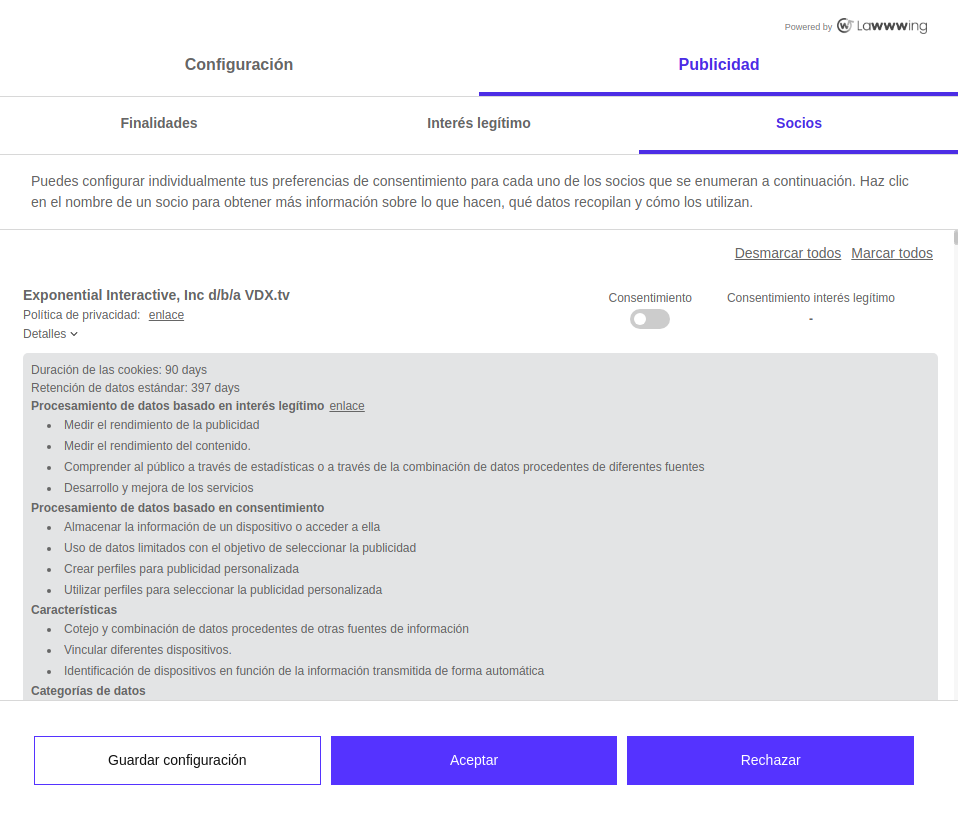 Powered by Lawwwing
Configuración
Publicidad
Finalidades
Interés legítimo
Socios
Puedes configurar individualmente tus preferencias de consentimiento para cada uno de los socios que se enumeran a continuación. Haz clic
en el nombre de un socio para obtener más información sobre lo que hacen, qué datos recopilan y cómo los utilizan.
Desmarcar todos Marcar todos
Exponential Interactive, Inc d/b/a VDX.tv
Política de privacidad: enlace
Detalles
Consentimiento
Consentimiento interés legítimo
-
Duración de las cookies: 90 days
Retención de datos estándar: 397 days
Procesamiento de datos basado en interés legítimo enlace
Medir el rendimiento de la publicidad
Medir el rendimiento del contenido.
Comprender al público a través de estadísticas o a través de la combinación de datos procedentes de diferentes fuentes
Desarrollo y mejora de los servicios
Procesamiento de datos basado en consentimiento
Almacenar la información de un dispositivo o acceder a ella
Uso de datos limitados con el objetivo de seleccionar la publicidad
Crear perfiles para publicidad personalizada
Utilizar perfiles para seleccionar la publicidad personalizada
Características
Cotejo y combinación de datos procedentes de otras fuentes de información
Vincular diferentes dispositivos.
Identificación de dispositivos en función de la información transmitida de forma automática
Categorías de datos
Guardar configuración
Aceptar
Rechazar